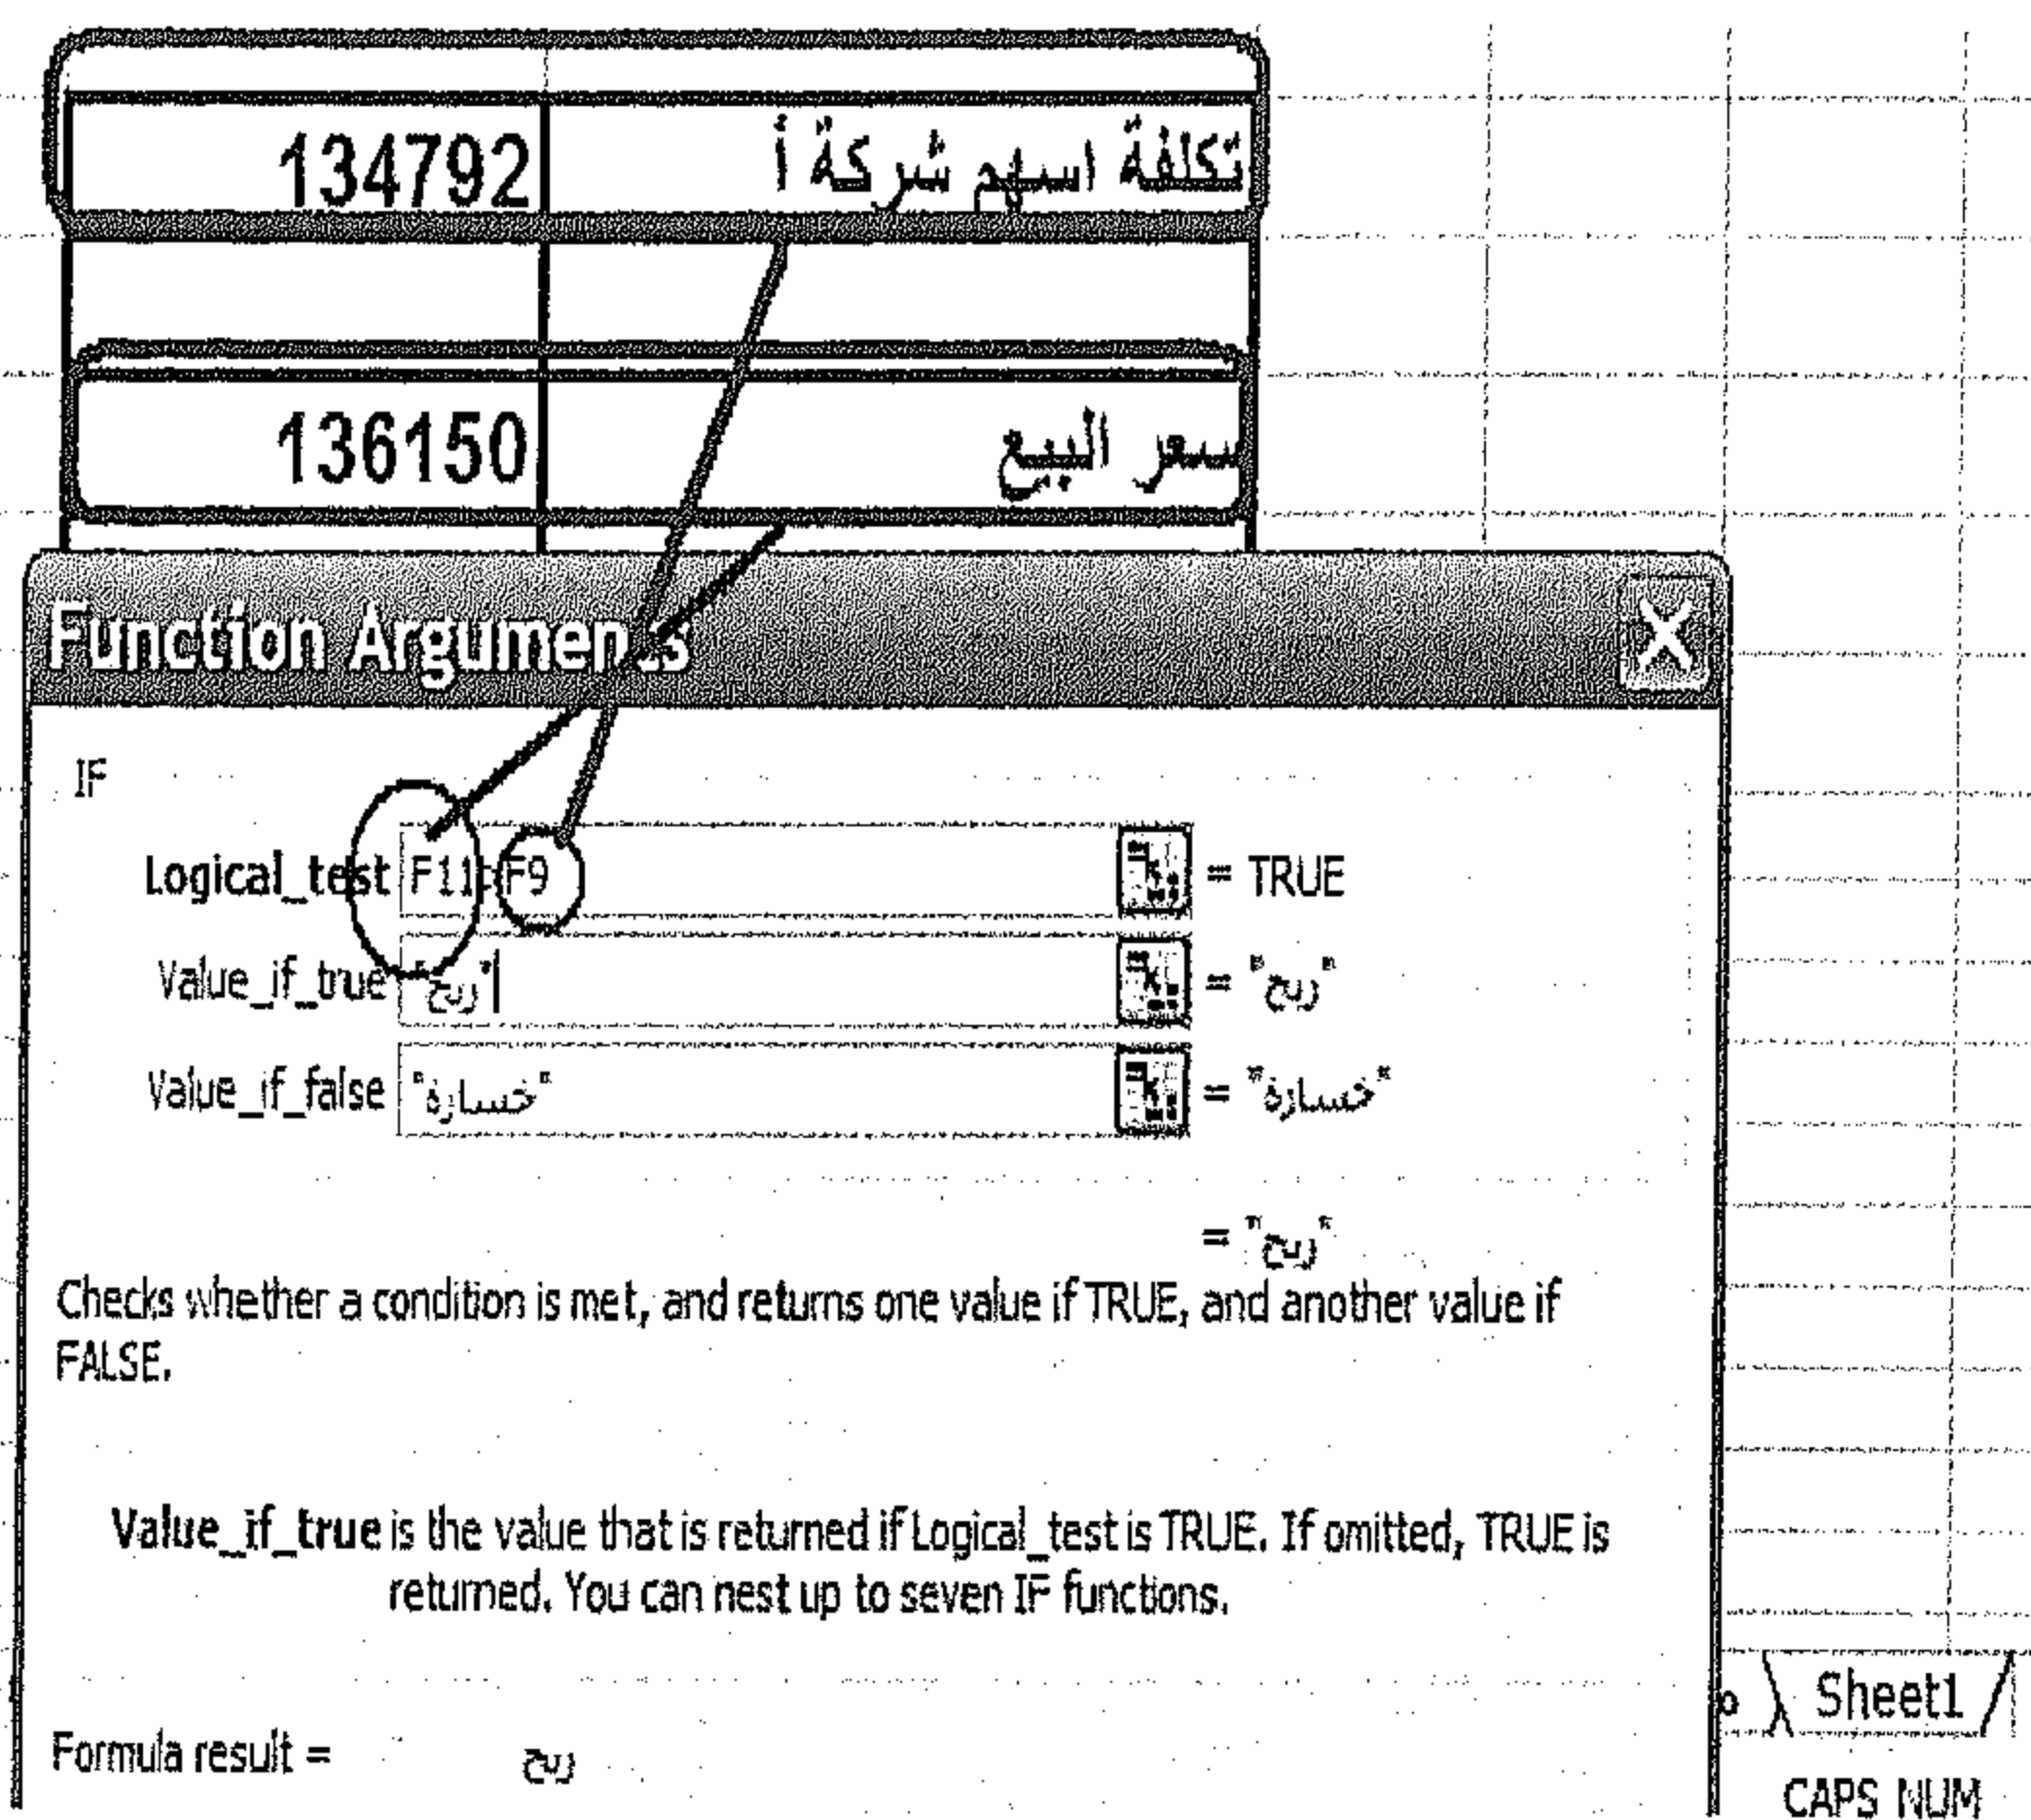 تكلفة اسهم شركة أ 134792
سعر البيع 136150
Function Arguments
IF
Logical_test F11>F9 = TRUE
Value_if_true "ربح" = "ربح"
Value_if_false "خسارة" = "خسارة"
= "ربح"
Checks whether a condition is met, and returns one value if TRUE, and another value if
FALSE.
Value_if_true is the value that is returned if Logical_test is TRUE. If omitted, TRUE is
returned. You can nest up to seven IF functions.
Sheet1
Formula result = ربح
CAPS NUM